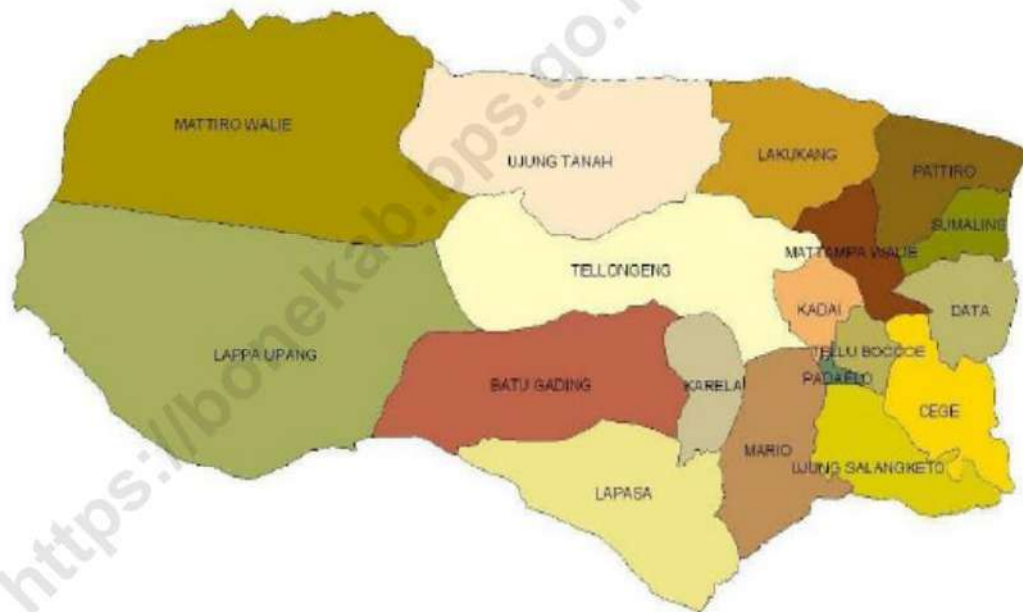 MATTIRO WALIE
UJUNG TANAH
LAKUKANG
PATTIRO
SUMALING
MATTAMPA WALIE
TELLONGENG
KADAI
DATA
LAPPA UPANG
TELLU BOCCOE
BATU GADING
KARELA
PADAELO
CEGE
MARIO
UJUNG SALANGKETO
LAPASA
https://bonekab.bps.go.